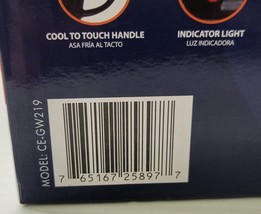 COOL TO TOUCH HANDLE
ASA FRÍA AL TACTO
INDICATOR LIGHT
LUZ INDICADORA
MODEL: CE-GW219
7 65167 25897 7